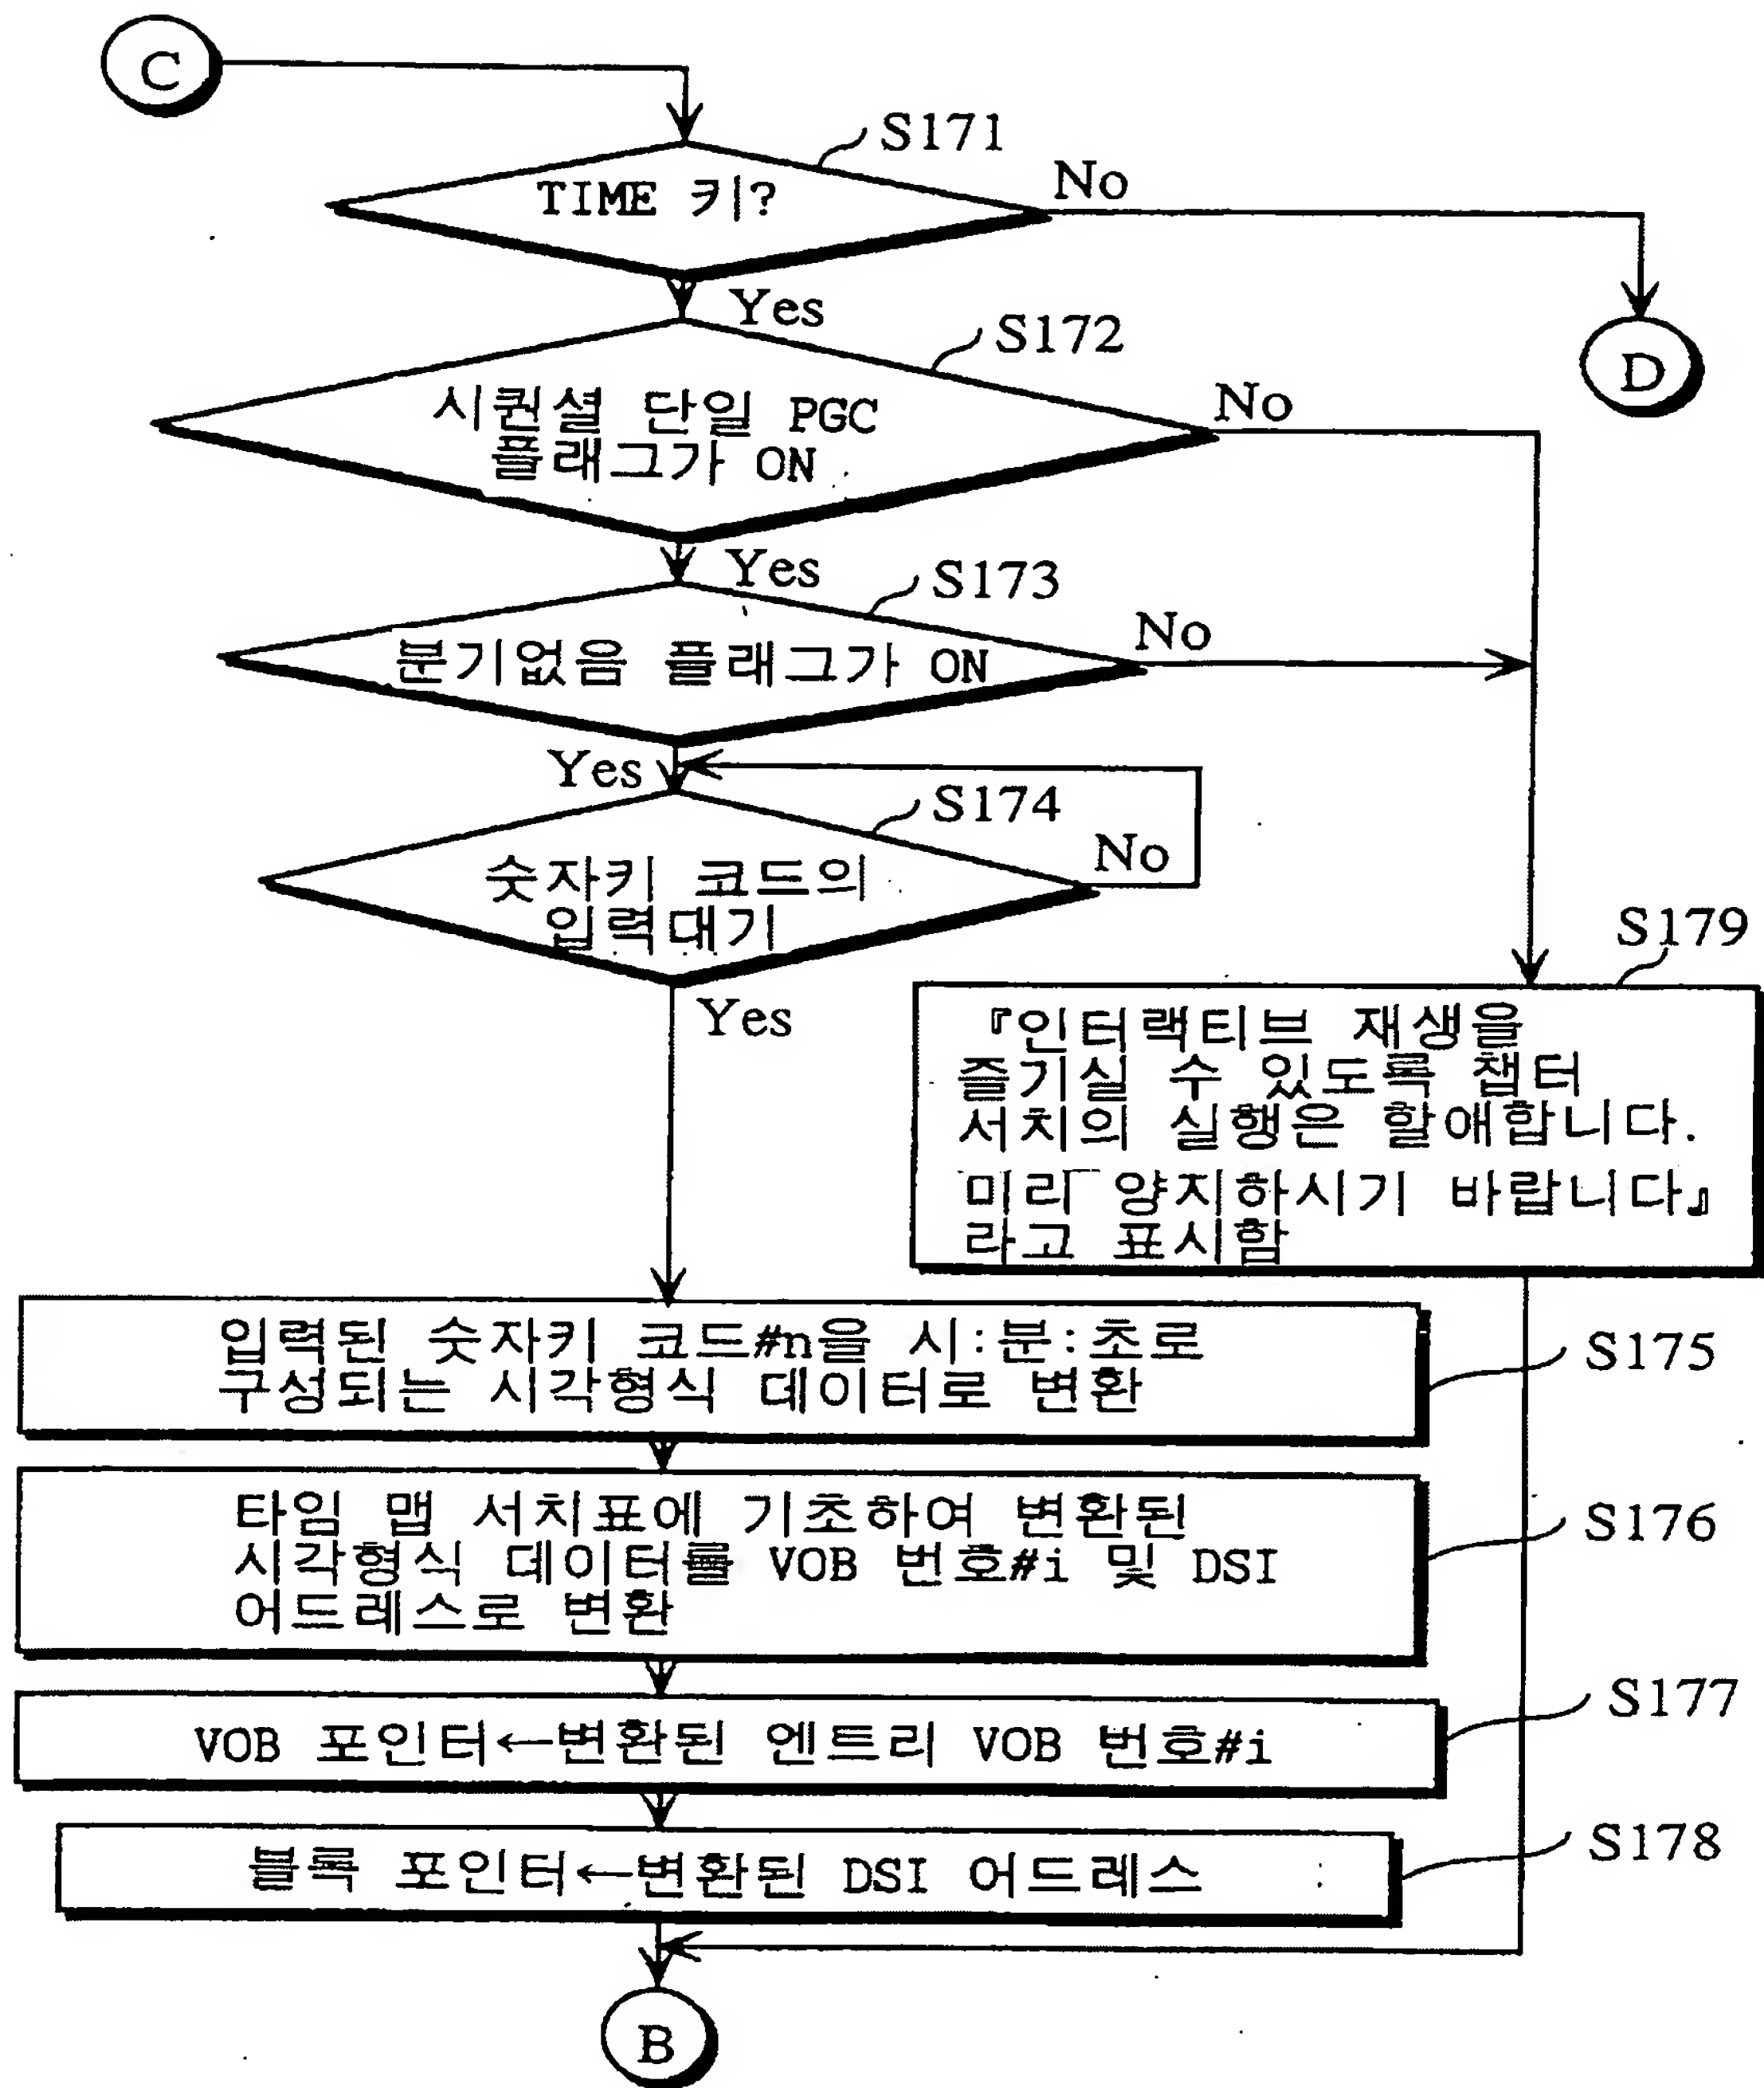 C
S171
TIME 키?
No
Yes
S172
D
시퀀셜 단일 PGC
플래그가 ON
No
Yes
S173
분기없음 플래그가 ON
No
Yes
S174
숫자키 코드의
입력대기
No
Yes
S179
『인터랙티브 재생을
즐기실 수 있도록 챕터
서치의 실행은 할애합니다.
미리 양지하시기 바랍니다』
라고 표시함
입력된 숫자키 코드#n을 시:분:초로
구성되는 시각형식 데이터로 변환
S175
타임 맵 서치표에 기초하여 변환된
시각형식 데이터를 VOB 번호#i 및 DSI
어드레스로 변환
S176
VOB 포인터←변환된 엔트리 VOB 번호#i
S177
블록 포인터←변환된 DSI 어드레스
S178
B